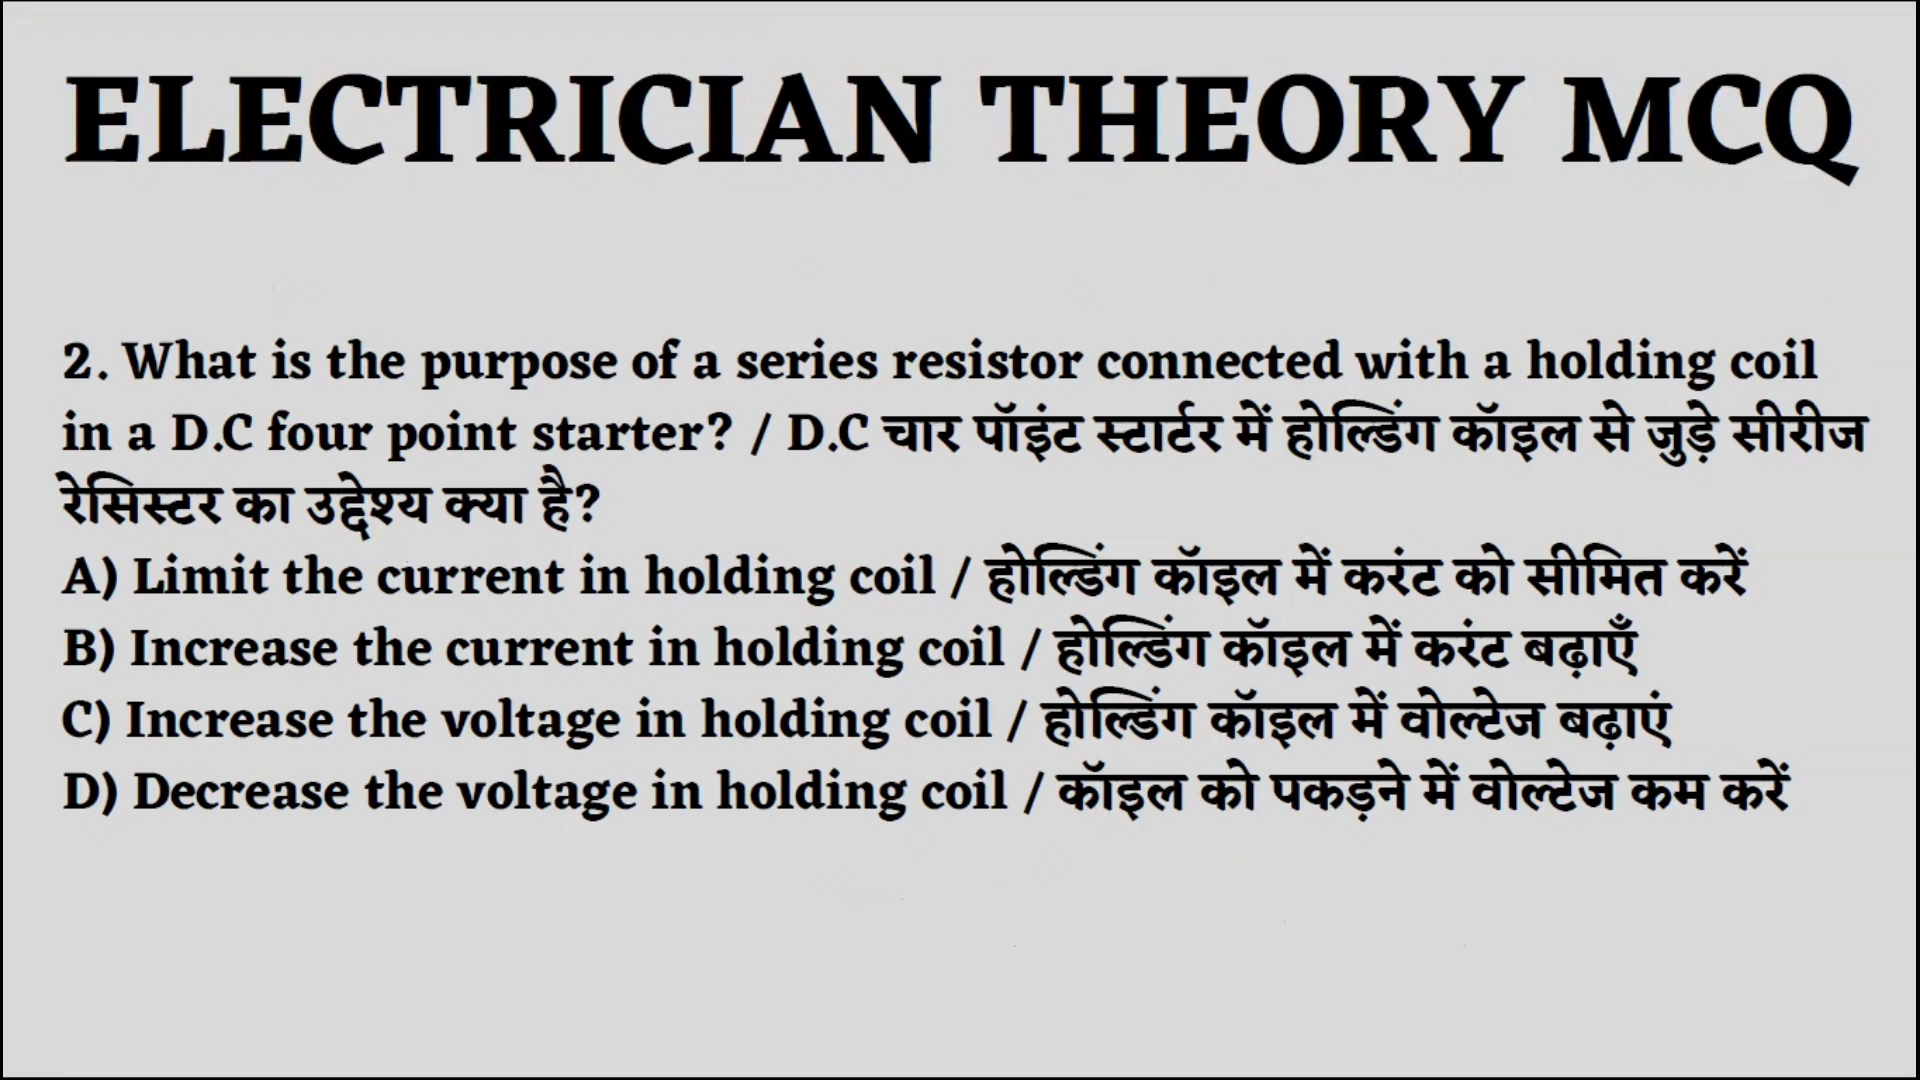 ELECTRICIAN THEORY MCQ
2. What is the purpose of a series resistor connected with a holding coil
in a D.C four point starter? / D.C चार पॉइंट स्टार्टर में होल्डिंग कॉइल से जुड़े सीरीज
रेसिस्टर का उद्देश्य क्या है?
A) Limit the current in holding coil / होल्डिंग कॉइल में करंट को सीमित करें
B) Increase the current in holding coil / होल्डिंग कॉइल में करंट बढ़ाएँ
C) Increase the voltage in holding coil / होल्डिंग कॉइल में वोल्टेज बढ़ाएं
D) Decrease the voltage in holding coil / कॉइल को पकड़ने में वोल्टेज कम करें